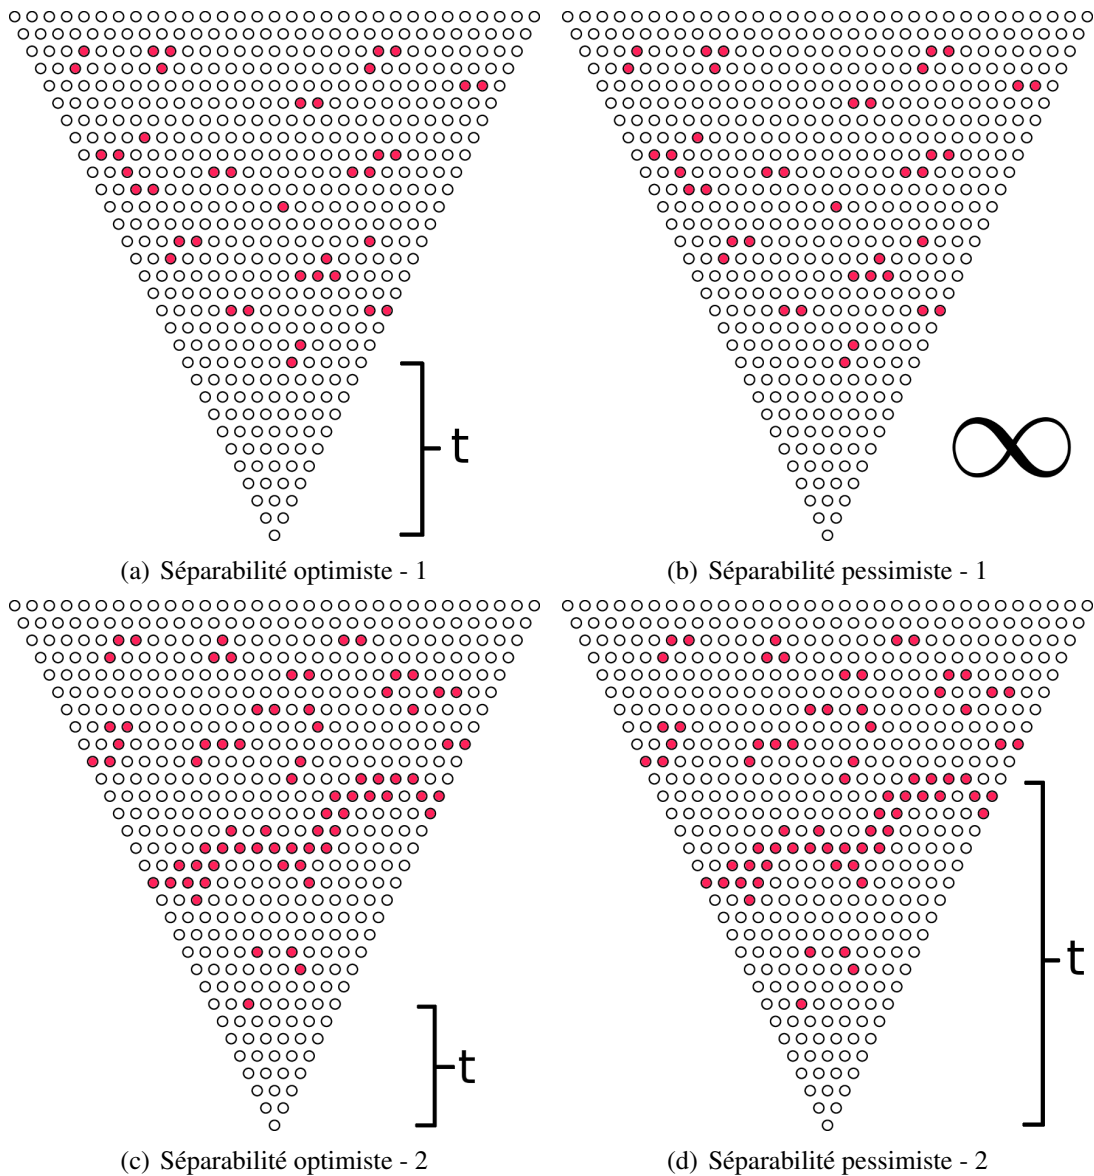 t
∞
(a) Séparabilité optimiste - 1
(b) Séparabilité pessimiste - 1
t
t
(c) Séparabilité optimiste - 2
(d) Séparabilité pessimiste - 2